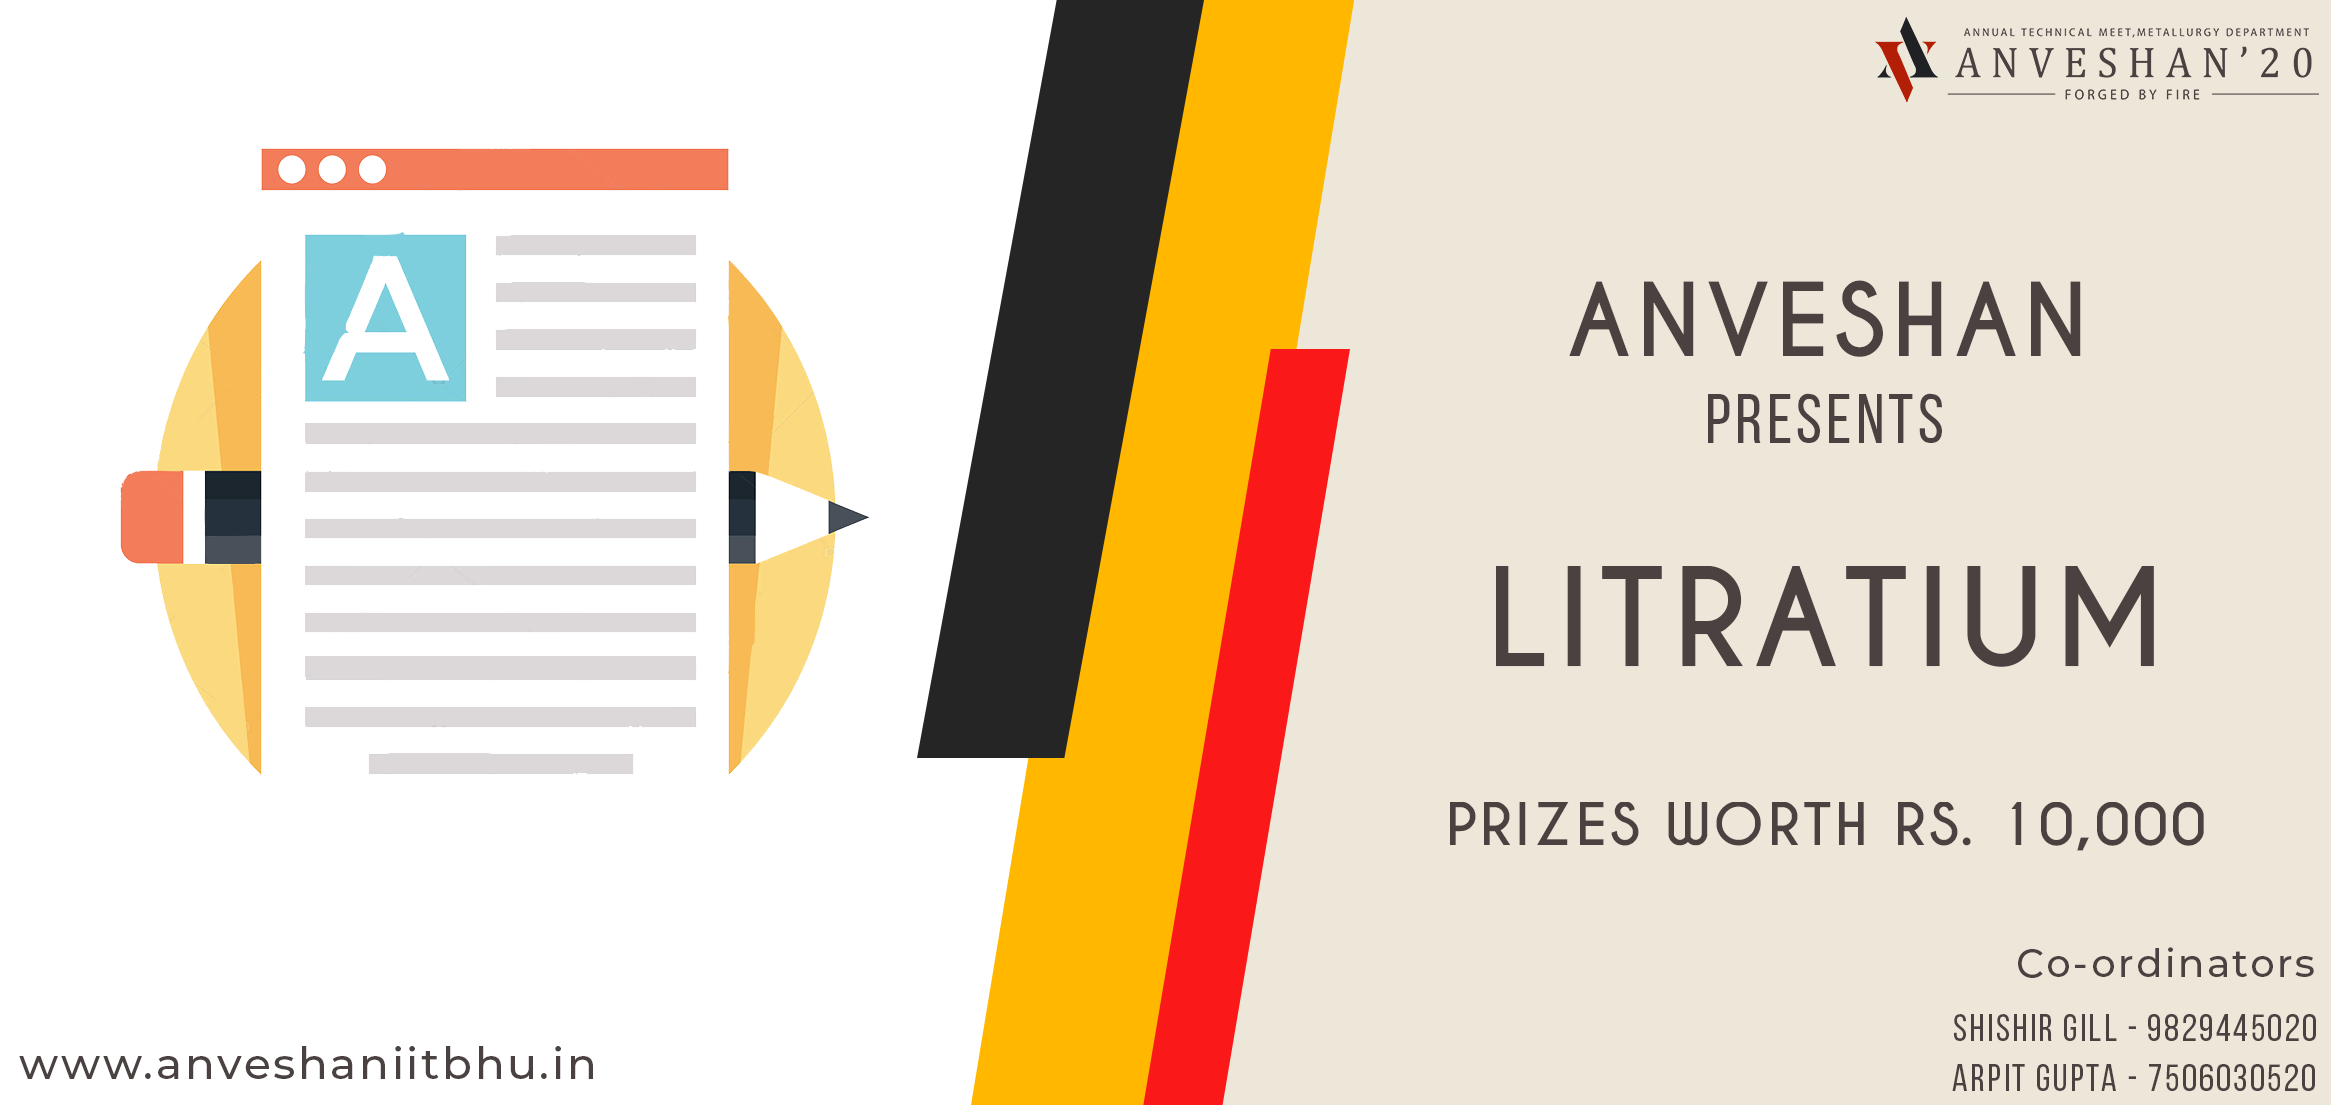 ANNUAL TECHNICAL MEET,METALLURGY DEPARTMENT
ANVESHAN'20
FORGED BY FIRE
A
ANVESHAN
PRESENTS
LITRATIUM
PRIZES WORTH RS. 10,000
Co-ordinators
SHISHIR GILL - 9829445020
ARPIT GUPTA - 7506030520
www.anveshaniitbhu.in